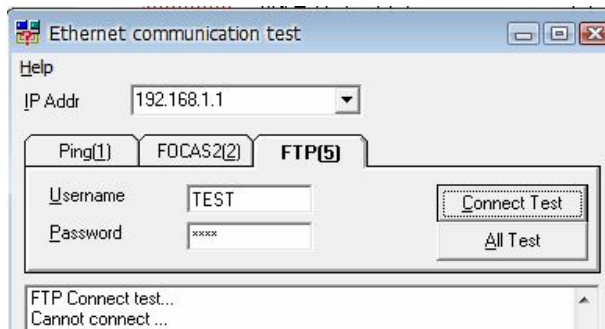 Ethernet communication test
Help
IP Addr 192.168.1.1
Ping(1) FOCAS2(2) FTP(5)
Username TEST
Connect Test
Password xxxx
All Test
FTP Connect test...
Cannot connect ...